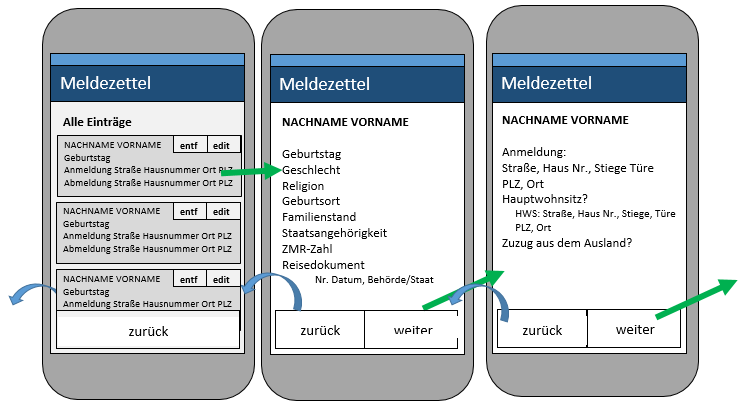 Meldezettel
Alle Einträge
NACHNAME VORNAME entf edit
Geburtstag
Anmeldung Straße Hausnummer Ort PLZ
Abmeldung Straße Hausnummer Ort PLZ
NACHNAME VORNAME entf edit
Geburtstag
Anmeldung Straße Hausnummer Ort PLZ
Abmeldung Straße Hausnummer Ort PLZ
NACHNAME VORNAME entf edit
Geburtstag
Anmeldung Straße Hausnummer Ort PLZ
zurück
Meldezettel
NACHNAME VORNAME
Geburtstag
Geschlecht
Religion
Geburtsort
Familienstand
Staatsangehörigkeit
ZMR-Zahl
Reisedokument
Nr. Datum, Behörde/Staat
zurück weiter
Meldezettel
NACHNAME VORNAME
Anmeldung:
Straße, Haus Nr., Stiege Türe
PLZ, Ort
Hauptwohnsitz?
HWS: Straße, Haus Nr., Stiege, Türe
PLZ, Ort
Zuzug aus dem Ausland?
zurück weiter